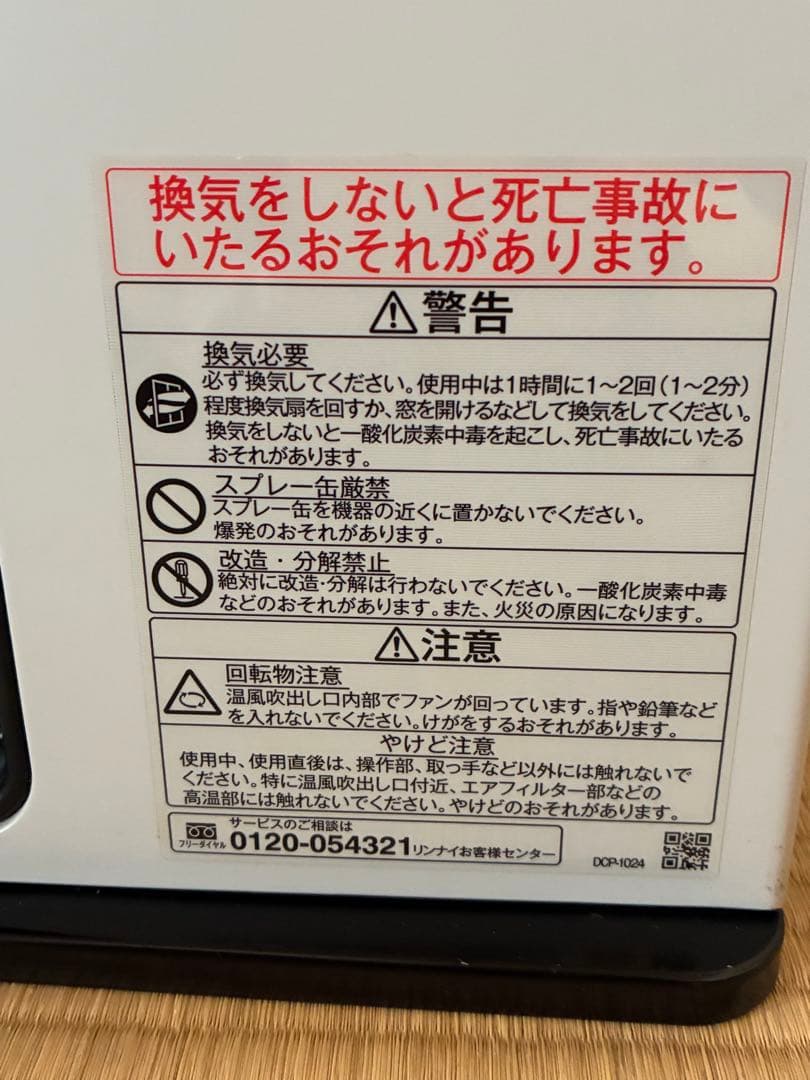 換気をしないと死亡事故に
いたるおそれがあります。
警告
換気必要
必ず換気してください。使用中は1時間に1～2回(1～2分)
程度換気扇を回すか、窓を開けるなどして換気をしてください。
換気をしないと一酸化炭素中毒を起こし、死亡事故にいたる
おそれがあります。
スプレー缶厳禁
スプレー缶を機器の近くに置かないでください。
爆発のおそれがあります。
改造・分解禁止
絶対に改造・分解は行わないでください。一酸化炭素中毒
などのおそれがあります。また、火災の原因になります。
注意
回転物注意
温風吹出し口内部でファンが回っています。指や鉛筆など
を入れないでください。けがをするおそれがあります。
やけど注意
使用中、使用直後は、操作部、取っ手など以外には触れないで
ください。特に温風吹出し口付近、エアフィルター部などの
高温部には触れないでください。やけどのおそれがあります。
サービスのご相談は
フリーダイヤル 0120-054321 リンナイお客様センター
DCP-1024